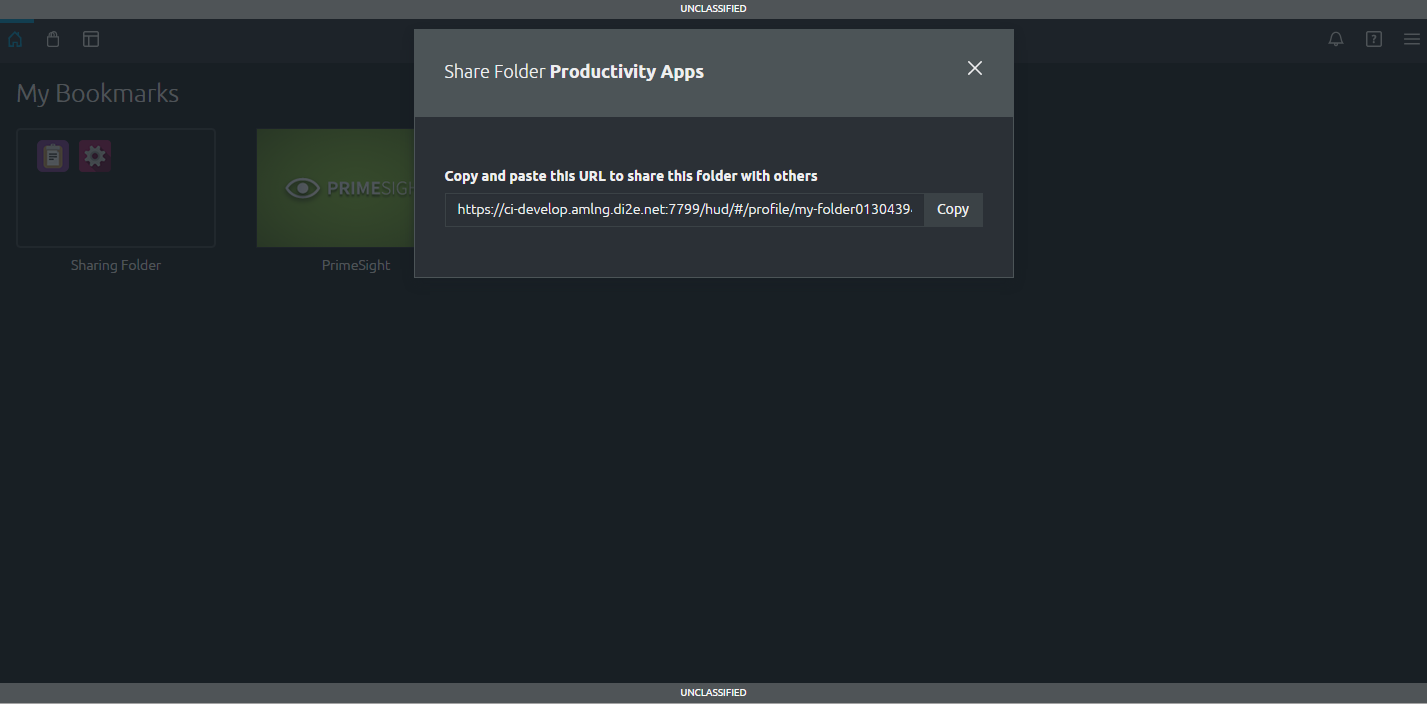 UNCLASSIFIED
Share Folder Productivity Apps
My Bookmarks
Copy and paste this URL to share this folder with others
PRIMESIGH
https://ci-develop.amlng.di2e.net:7799/hud/#/profile/my-folder0130439
Copy
Sharing Folder
PrimeSight
UNCLASSIFIED